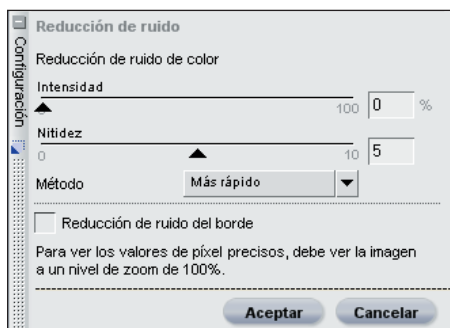 Reducción de ruido
Configuración
Reducción de ruido de color
Intensidad
0 100 0 %
Nitidez
0 10 5
Método Más rápido
Reducción de ruido del borde
Para ver los valores de píxel precisos, debe ver la imagen
a un nivel de zoom de 100%.
Aceptar Cancelar